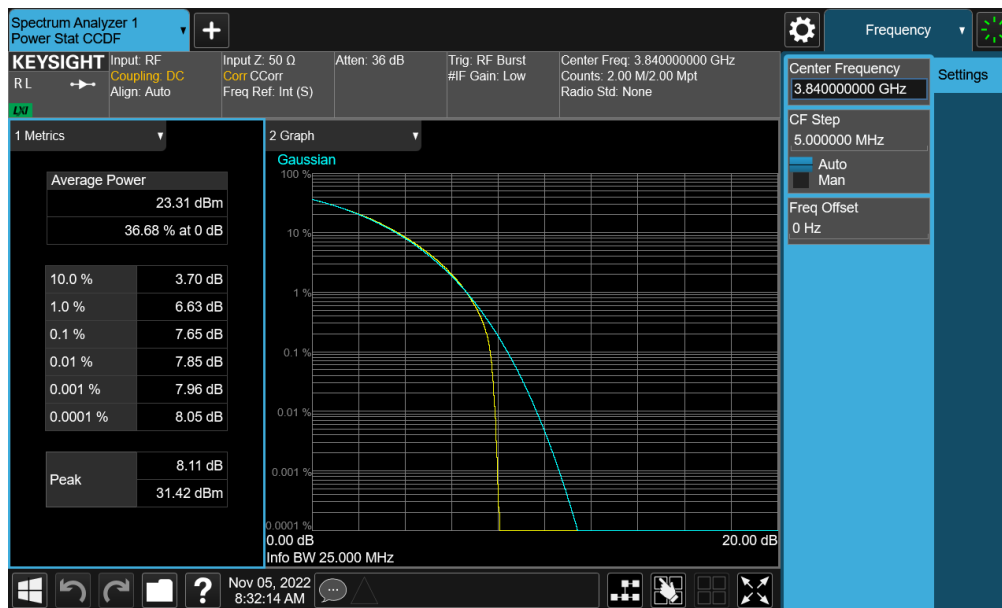 Spectrum Analyzer 1
Power Stat CCDF
+
Frequency
KEYSIGHT
R L
LXI
Input: RF
Coupling: DC
Align: Auto
Input Z: 50 Ω
Corr CCorr
Freq Ref: Int (S)
Atten: 36 dB
Trig: RF Burst
#IF Gain: Low
Center Freq: 3.840000000 GHz
Counts: 2.00 M/2.00 Mpt
Radio Std: None
Center Frequency
3.840000000 GHz
Settings
CF Step
5.000000 MHz
Auto
Man
Freq Offset
0 Hz
1 Metrics
Average Power
23.31 dBm
36.68 % at 0 dB
10.0 % 3.70 dB
1.0 % 6.63 dB
0.1 % 7.65 dB
0.01 % 7.85 dB
0.001 % 7.96 dB
0.0001 % 8.05 dB
Peak
8.11 dB
31.42 dBm
2 Graph
Gaussian
100 %
10 %
1 %
0.1 %
0.01 %
0.001 %
0.0001 %
0.00 dB 20.00 dB
Info BW 25.000 MHz
?
Nov 05, 2022
8:32:14 AM